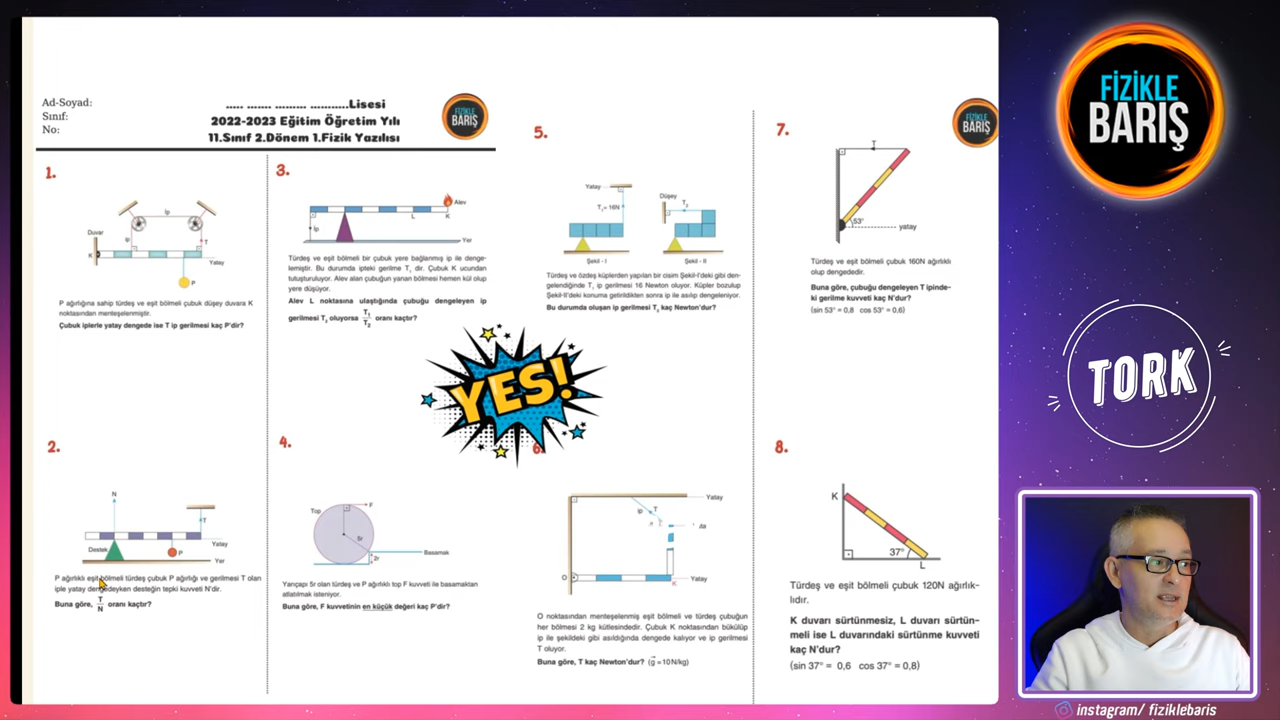 Ad-Soyad:
Sınıf:
No:
..... ....... ......... ...........Lisesi
2022-2023 Eğitim Öğretim Yılı
11.Sınıf 2.Dönem 1.Fizik Yazılısı
FİZİKLE
BARIŞ
1.
ip
Duvar
ip
T
K
Yatay
P
P ağırlığına sahip türdeş ve eşit bölmeli çubuk düşey duvara K
noktasından menteşelenmiştir.
Çubuk iplerle yatay dengede ise T ip gerilmesi kaç P'dir?
2.
N
T
Yatay
Destek
P
Yer
P ağırlıklı eşit bölmeli türdeş çubuk P ağırlığı ve gerilmesi T olan
iple yatay dengedeyken desteğin tepki kuvveti N'dir.
Buna göre, T/N oranı kaçtır?
3.
Alev
L
K
ip
Yer
Türdeş ve eşit bölmeli bir çubuk yere bağlanmış ip ile denge-
lemiştir. Bu durumda ipteki gerilme T₁ dir. Çubuk K ucundan
tutuşturuluyor. Alev alan çubuğun yanan bölmesi hemen kül olup
yere düşüyor.
Alev L noktasına ulaştığında çubuğu dengeleyen ip
gerilmesi T₂ oluyorsa T₁/T₂ oranı kaçtır?
YES!
4.
Top
F
5r
Basamak
2r
Yarıçapı 5r olan türdeş ve P ağırlıklı top F kuvveti ile basamaktan
atlatılmak isteniyor.
Buna göre, F kuvvetinin en küçük değeri kaç P'dir?
5.
Yatay
T₁= 16N
Düşey
T₂
Şekil - I
Şekil - II
Türdeş ve özdeş küplerden yapılan bir cisim Şekil-I'deki gibi den-
gelendiğinde T₁ ip gerilmesi 16 Newton oluyor. Küpler bozulup
Şekil-II'deki konuma getirildikten sonra ip ile asılıp dengeleniyor.
Bu durumda oluşan ip gerilmesi T₂ kaç Newton'dur?
6.
Yatay
ip
T
O
K
Yatay
O noktasından menteşelenmiş eşit bölmeli ve türdeş çubuğun
her bölmesi 2 kg kütlesindedir. Çubuk K noktasından bükülüp
ip ile şekildeki gibi asıldığında dengede kalıyor ve ip gerilmesi
T oluyor.
Buna göre, T kaç Newton'dur? (g =10N/kg)
FİZİKLE
BARIŞ
7.
T
53°
yatay
Türdeş ve eşit bölmeli çubuk 160N ağırlıklı
olup dengededir.
Buna göre, çubuğu dengeleyen T ipinde-
ki gerilme kuvveti kaç N'dur?
(sin 53° = 0,8 cos 53° = 0,6)
8.
K
37°
L
Türdeş ve eşit bölmeli çubuk 120N ağırlık-
lıdır.
K duvarı sürtünmesiz, L duvarı sürtün-
meli ise L duvarındaki sürtünme kuvveti
kaç N'dur?
(sin 37° = 0,6 cos 37° = 0,8)
FİZİKLE
BARIŞ
TORK
instagram/ fiziklebaris